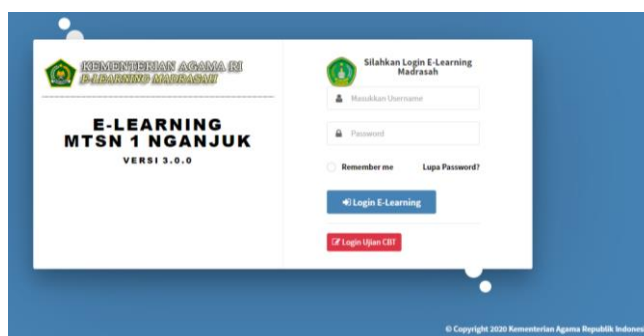 KEMENTERIAN AGAMA RI
E-LEARNING MADRASAH
E-LEARNING
MTSN 1 NGANJUK
VERSI 3.0.0
Silahkan Login E-Learning
Madrasah
Masukkan Username
Password
Remember me Lupa Password?
Login E-Learning
Login Ujian CBT
© Copyright 2020 Kementerian Agama Republik Indones